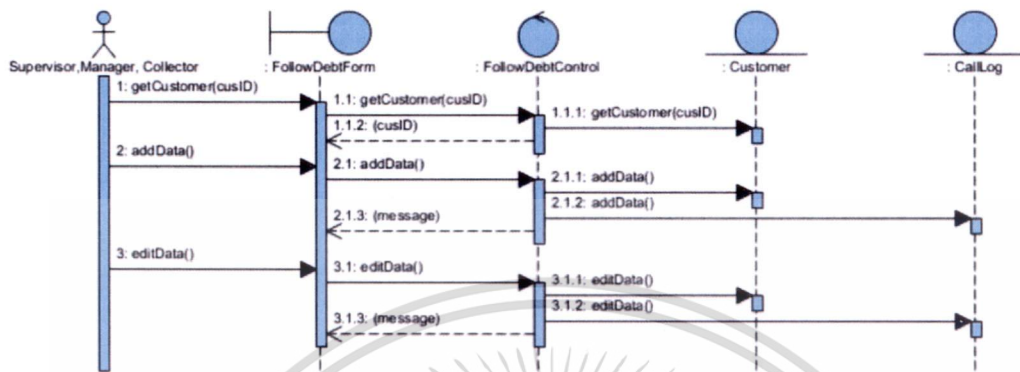 Supervisor,Manager, Collector
: FollowDebtForm
: FollowDebtControl
: Customer
: CallLog
1: getCustomer(cusID)
1.1: getCustomer(cusID)
1.1.1: getCustomer(cusID)
1.1.2: (cusID)
2: addData()
2.1: addData()
2.1.1: addData()
2.1.2: addData()
2.1.3: (message)
3: editData()
3.1: editData()
3.1.1: editData()
3.1.2: editData()
3.1.3: (message)